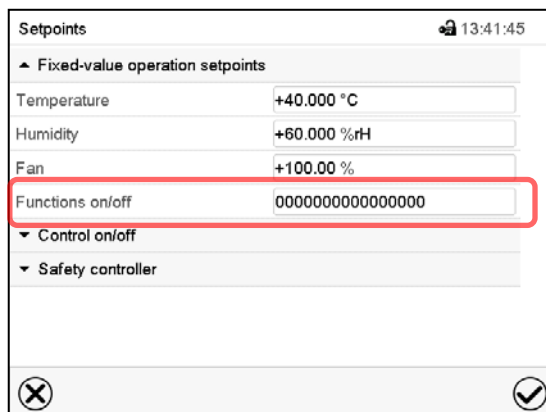 Setpoints 13:41:45
Fixed-value operation setpoints
Temperature +40.000 °C
Humidity +60.000 %rH
Fan +100.00 %
Functions on/off 0000000000000000
Control on/off
Safety controller